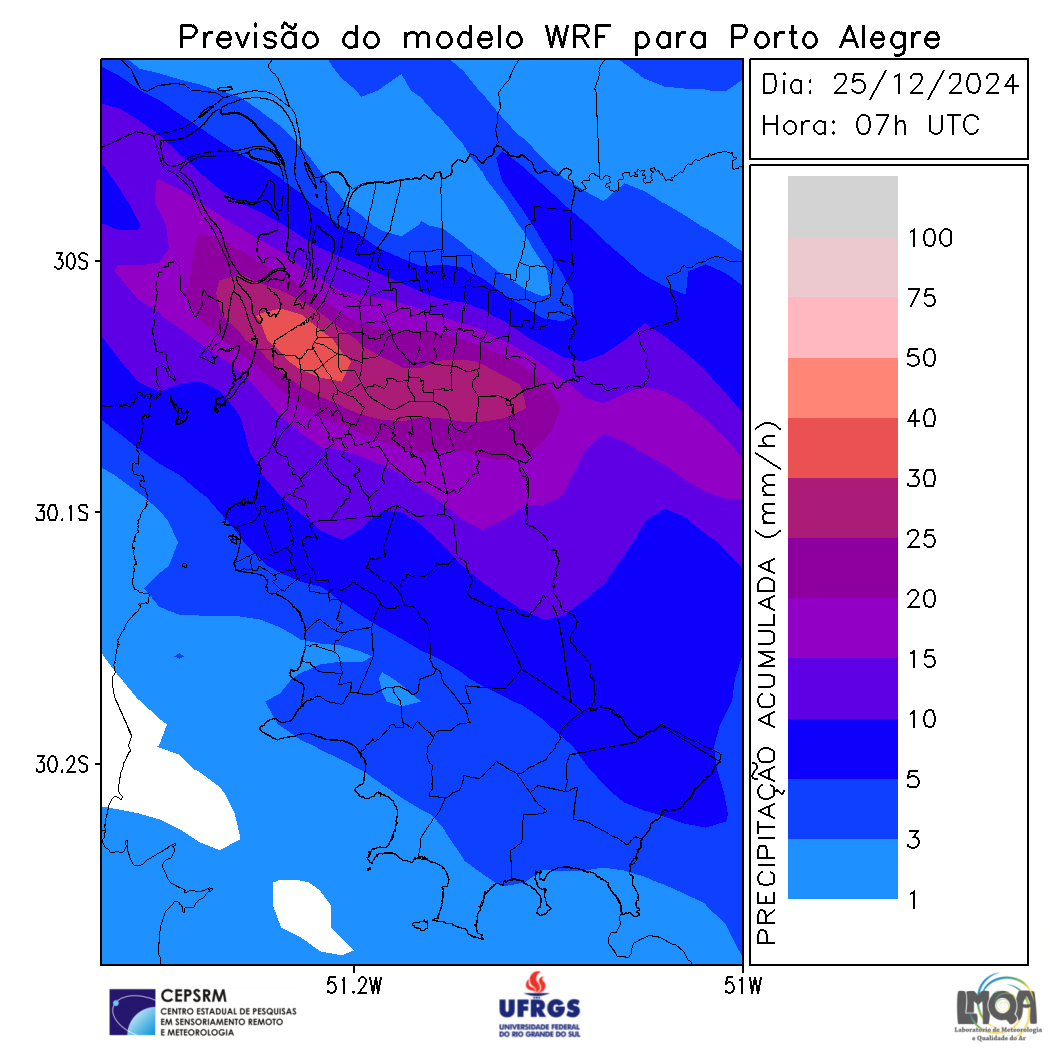 Previsão do modelo WRF para Porto Alegre
Dia: 25/12/2024
Hora: 07h UTC
PRECIPITAÇÃO ACUMULADA (mm/h)
100
75
50
40
30
25
20
15
10
5
3
1
30S
30.1S
30.2S
51.2W
51W
CEPSRM
CENTRO ESTADUAL DE PESQUISAS
EM SENSORIAMENTO REMOTO
E METEOROLOGIA
UFRGS
UNIVERSIDADE FEDERAL
DO RIO GRANDE DO SUL
LMQA
Laboratório de Meteorologia
e Qualidade do Ar